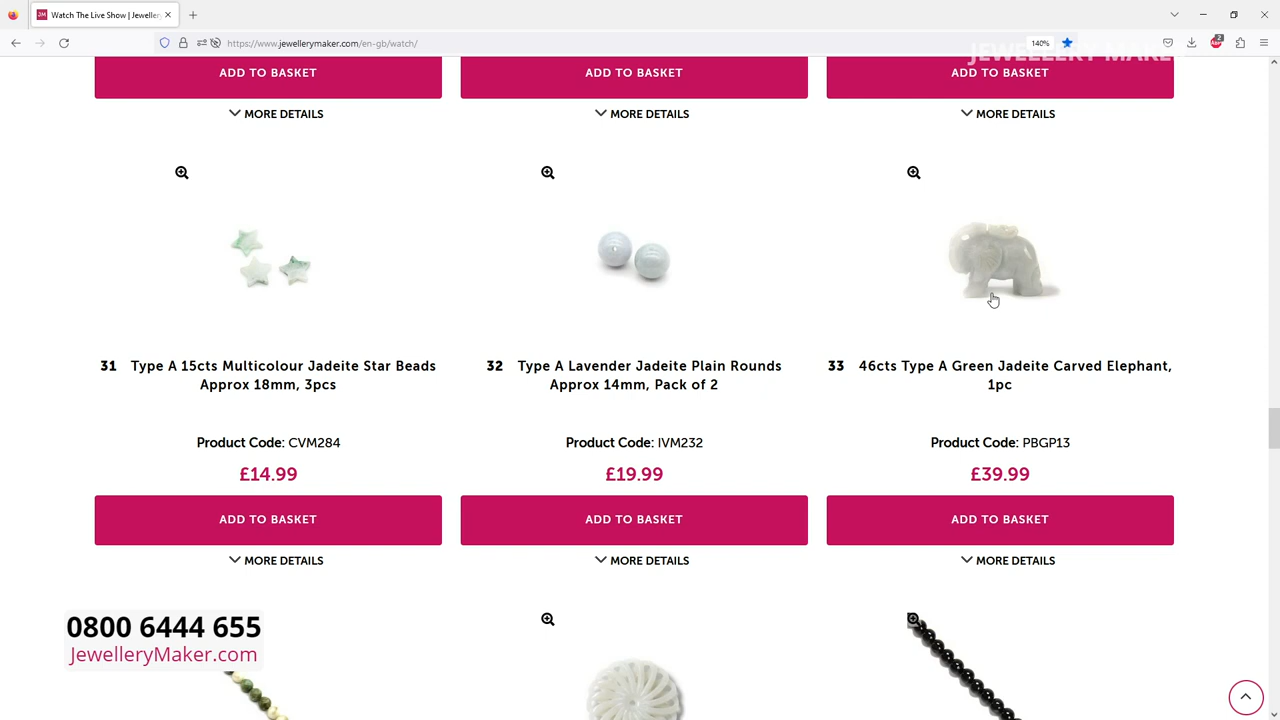 Watch The Live Show | Jewellery
https://www.jewellerymaker.com/en-gb/watch/
140%
2
JEWELLERY MAKER
ADD TO BASKET
ADD TO BASKET
ADD TO BASKET
MORE DETAILS
MORE DETAILS
MORE DETAILS
31 Type A 15cts Multicolour Jadeite Star Beads
Approx 18mm, 3pcs
Product Code: CVM284
£14.99
ADD TO BASKET
MORE DETAILS
32 Type A Lavender Jadeite Plain Rounds
Approx 14mm, Pack of 2
Product Code: IVM232
£19.99
ADD TO BASKET
MORE DETAILS
33 46cts Type A Green Jadeite Carved Elephant,
1pc
Product Code: PBGP13
£39.99
ADD TO BASKET
MORE DETAILS
0800 6444 655
JewelleryMaker.com